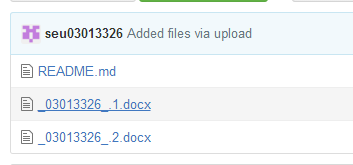 seu03013326 Added files via upload
README.md
_03013326_.1.docx
_03013326_.2.docx